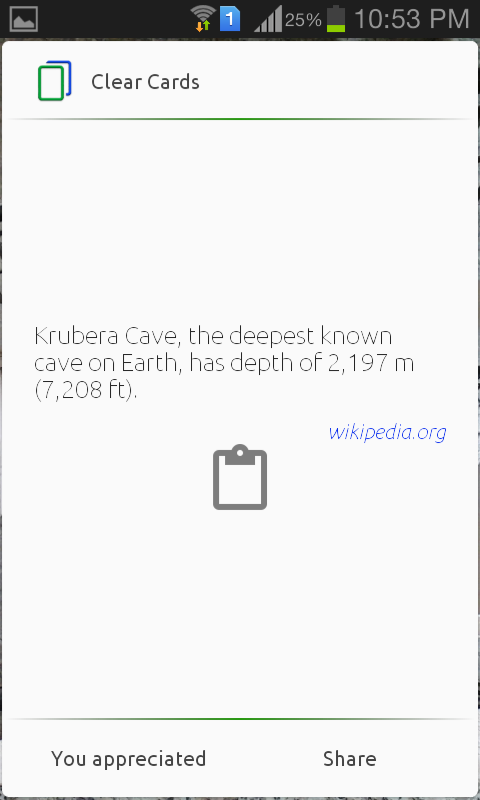 1 25% 10:53 PM
Clear Cards
Krubera Cave, the deepest known
cave on Earth, has depth of 2,197 m
(7,208 ft).
wikipedia.org
You appreciated Share